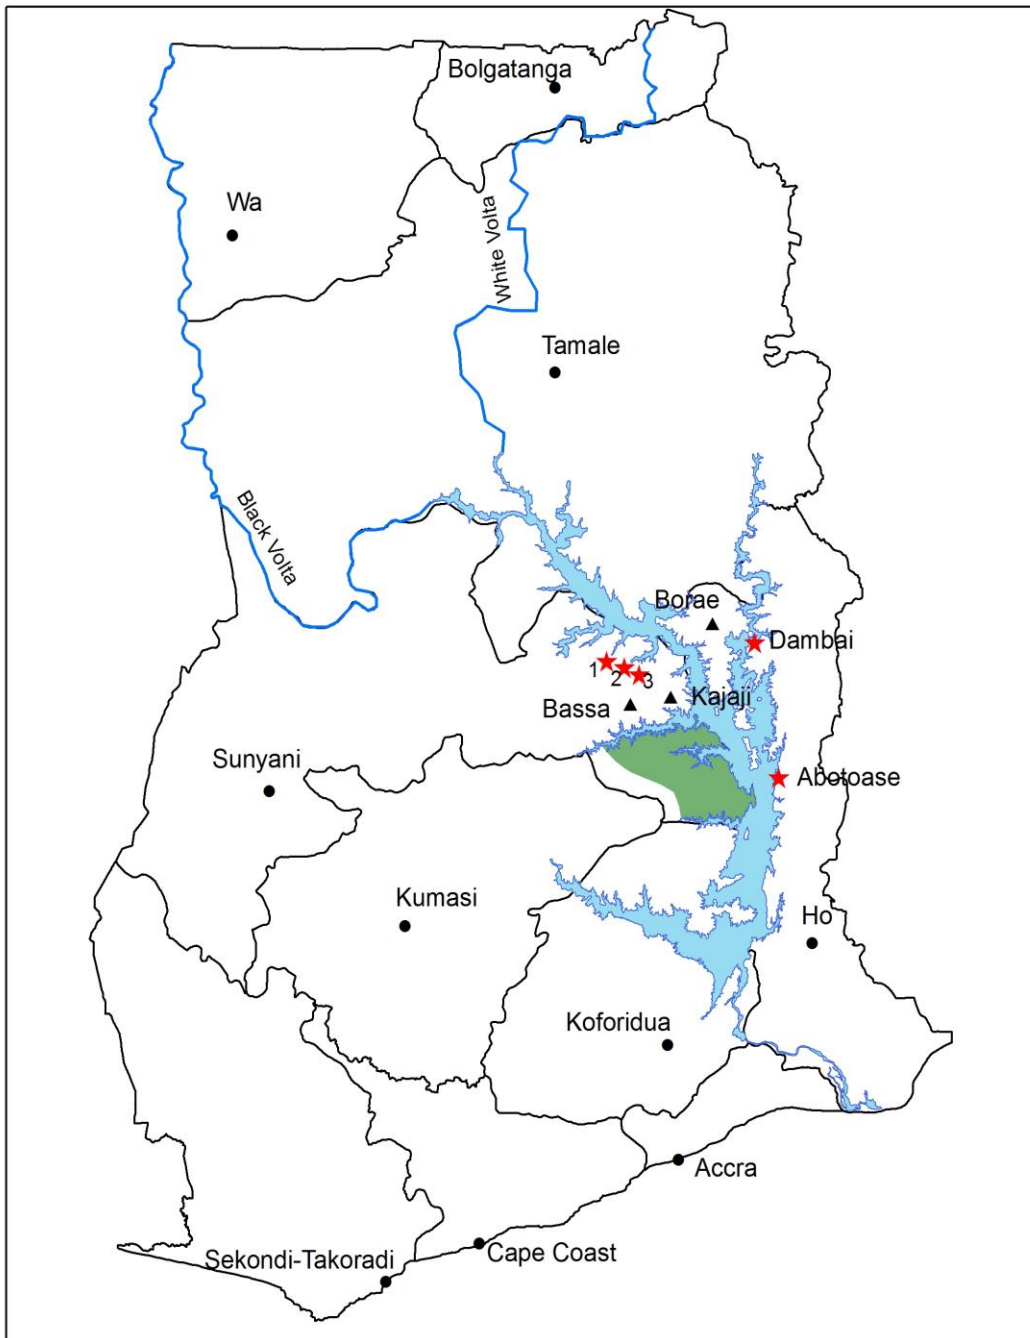 Bolgatanga
Wa
White Volta
Tamale
Black Volta
Borae
Dambai
1
2
3
Kajaji
Bassa
Sunyani
Abotoase
Kumasi
Ho
Koforidua
Accra
Cape Coast
Sekondi-Takoradi